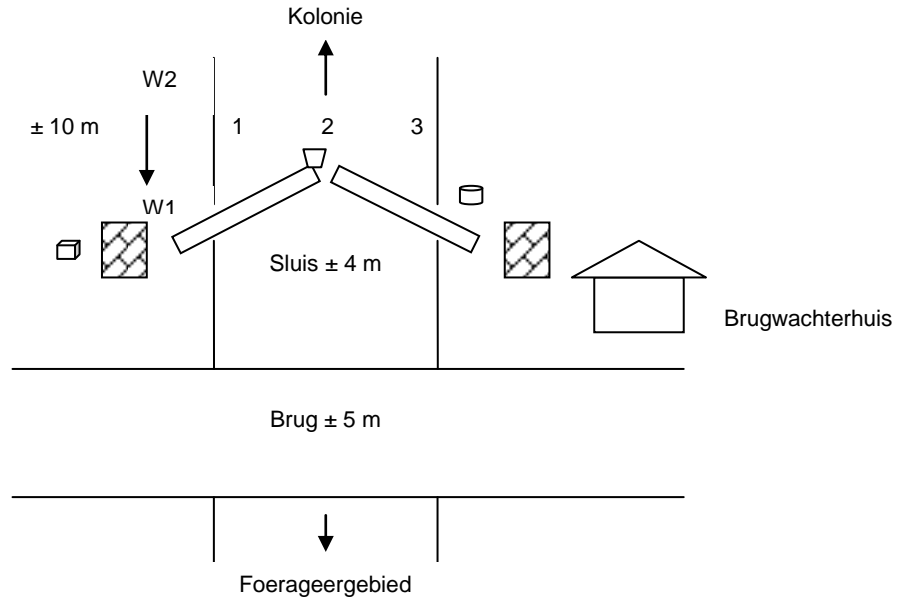 Kolonie
W2
± 10 m
1 2 3
W1
Sluis ± 4 m
Brugwachterhuis
Brug ± 5 m
Foerageergebied